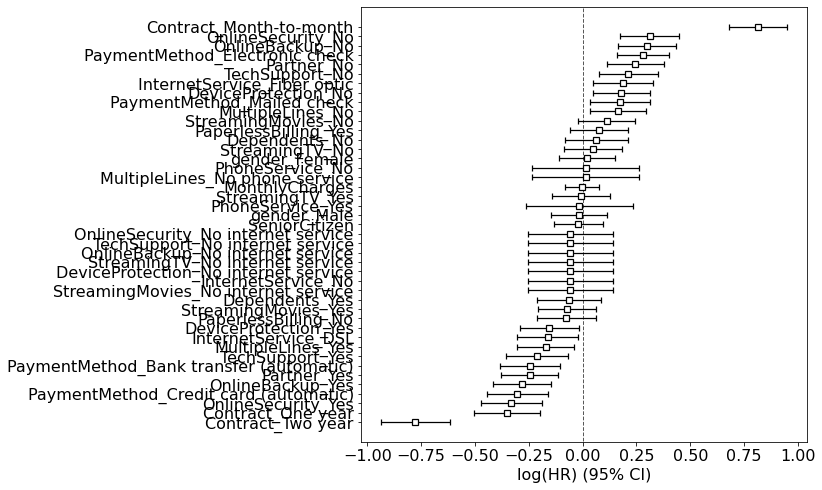 Contract_Month-to-month
OnlineSecurity_No
OnlineBackup_No
PaymentMethod_Electronic check
Partner_No
TechSupport_No
InternetService_Fiber optic
DeviceProtection_No
PaymentMethod_Mailed check
MultipleLines_No
StreamingMovies_No
PaperlessBilling_Yes
Dependents_No
StreamingTV_No
gender_Female
PhoneService_No
MultipleLines_No phone service
MonthlyCharges
StreamingTV_Yes
PhoneService_Yes
gender_Male
SeniorCitizen
OnlineSecurity_No internet service
TechSupport_No internet service
OnlineBackup_No internet service
StreamingTV_No internet service
DeviceProtection_No internet service
InternetService_No
StreamingMovies_No internet service
Dependents_Yes
StreamingMovies_Yes
PaperlessBilling_No
DeviceProtection_Yes
InternetService_DSL
MultipleLines_Yes
TechSupport_Yes
PaymentMethod_Bank transfer (automatic)
Partner_Yes
OnlineBackup_Yes
PaymentMethod_Credit card (automatic)
OnlineSecurity_Yes
Contract_One year
Contract_Two year
−1.00 −0.75 −0.50 −0.25 0.00 0.25 0.50 0.75 1.00
log(HR) (95% CI)